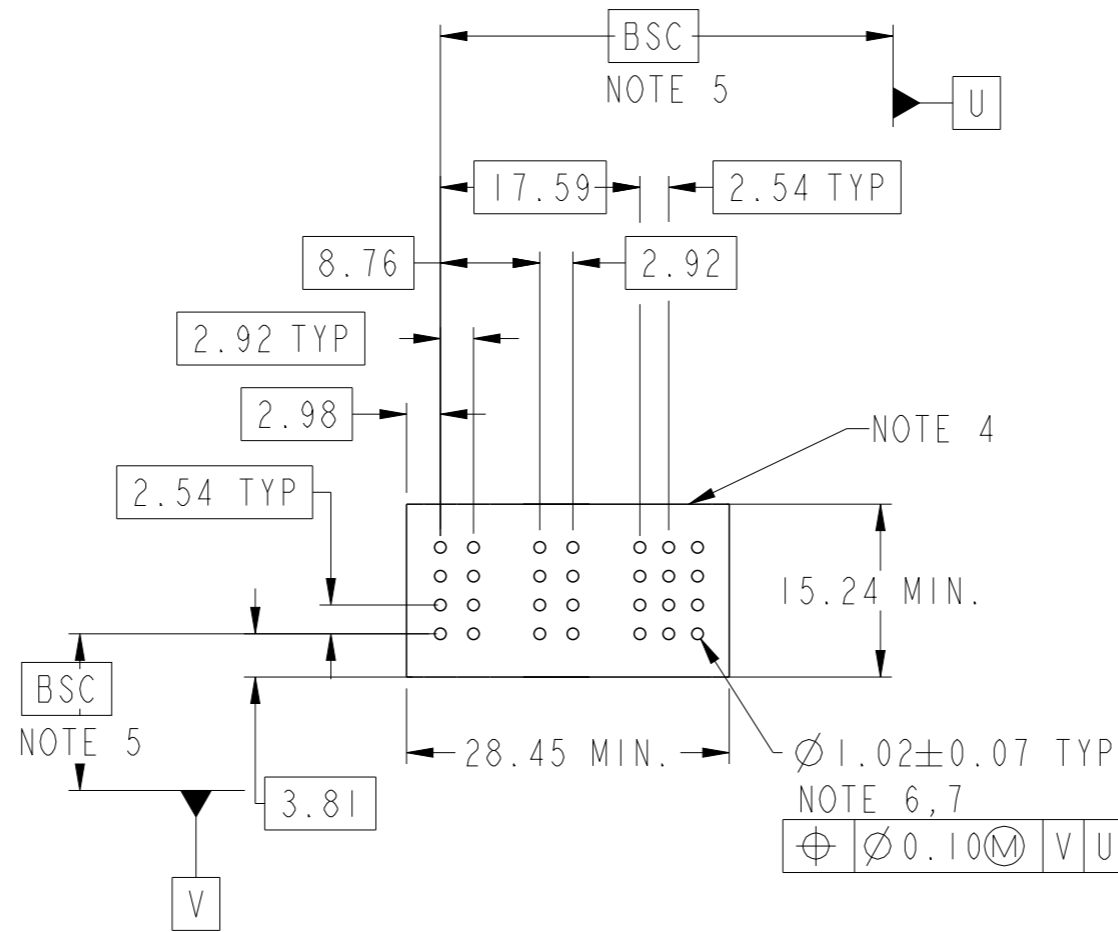 BSC
NOTE 5
U
17.59
2.54 TYP
8.76
2.92
2.92 TYP
2.98
NOTE 4
2.54 TYP
15.24 MIN.
BSC
NOTE 5
28.45 MIN.
Ø1.02±0.07 TYP
NOTE 6,7
3.81
⌖ Ø0.10Ⓜ V U
V